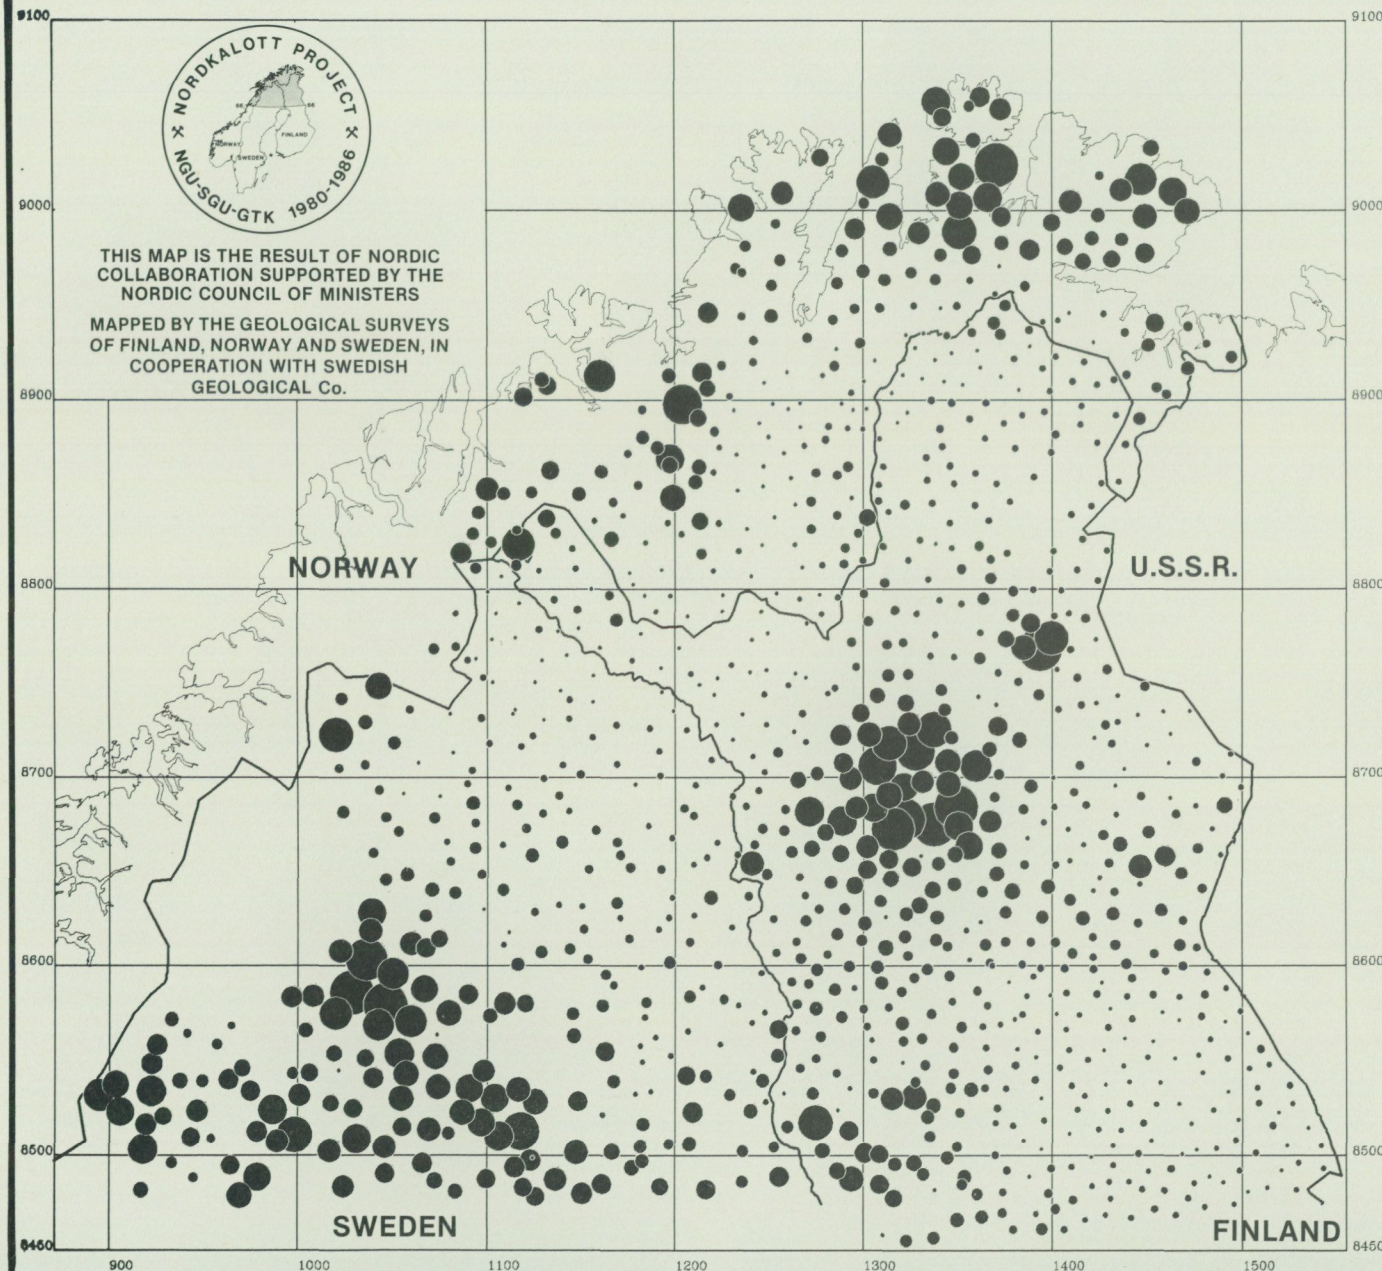 9100
9100
NORDKALOTT PROJECT
66
66
FINLAND
NORWAY
SWEDEN
NGU-SGU-GTK 1980-1986
9000
9000
THIS MAP IS THE RESULT OF NORDIC
COLLABORATION SUPPORTED BY THE
NORDIC COUNCIL OF MINISTERS
MAPPED BY THE GEOLOGICAL SURVEYS
OF FINLAND, NORWAY AND SWEDEN, IN
COOPERATION WITH SWEDISH
GEOLOGICAL Co.
8900
8900
NORWAY
U.S.S.R.
8800
8800
8700
8700
8600
8600
8500
8500
SWEDEN
FINLAND
8450
8450
900
1000
1100
1200
1300
1400
1500